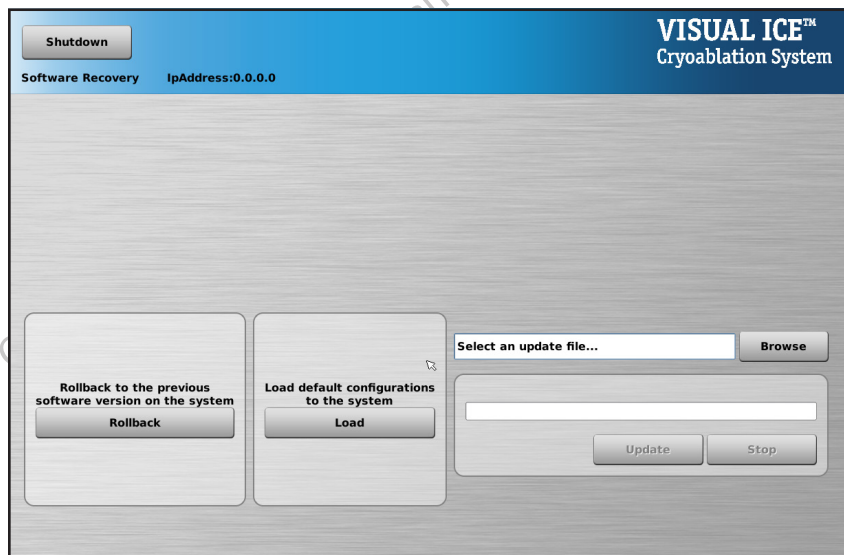 Shutdown
VISUAL ICE™
Cryoablation System
Software Recovery IpAddress:0.0.0.0
Select an update file...
Browse
Rollback to the previous
software version on the system
Rollback
Load default configurations
to the system
Load
Update
Stop